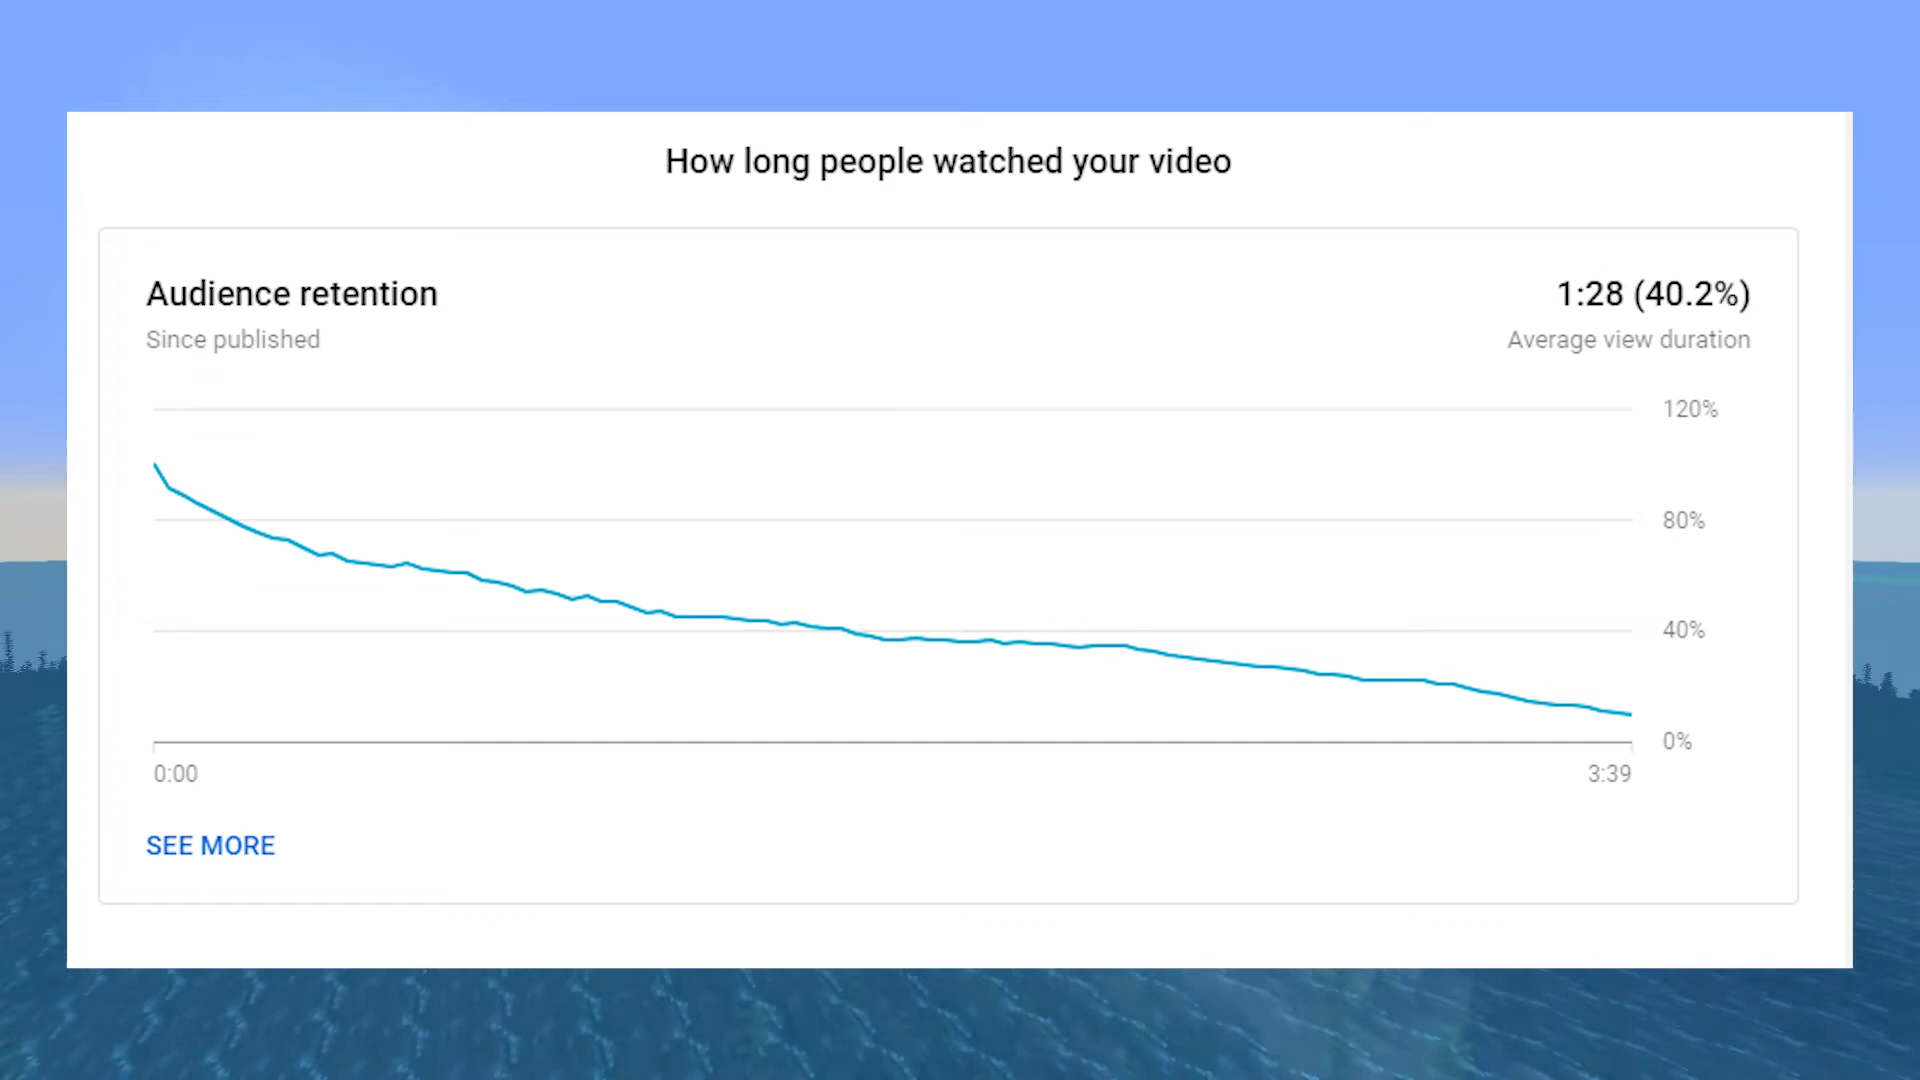 How long people watched your video
Audience retention
1:28 (40.2%)
Since published
Average view duration
120%
80%
40%
0%
0:00
3:39
SEE MORE